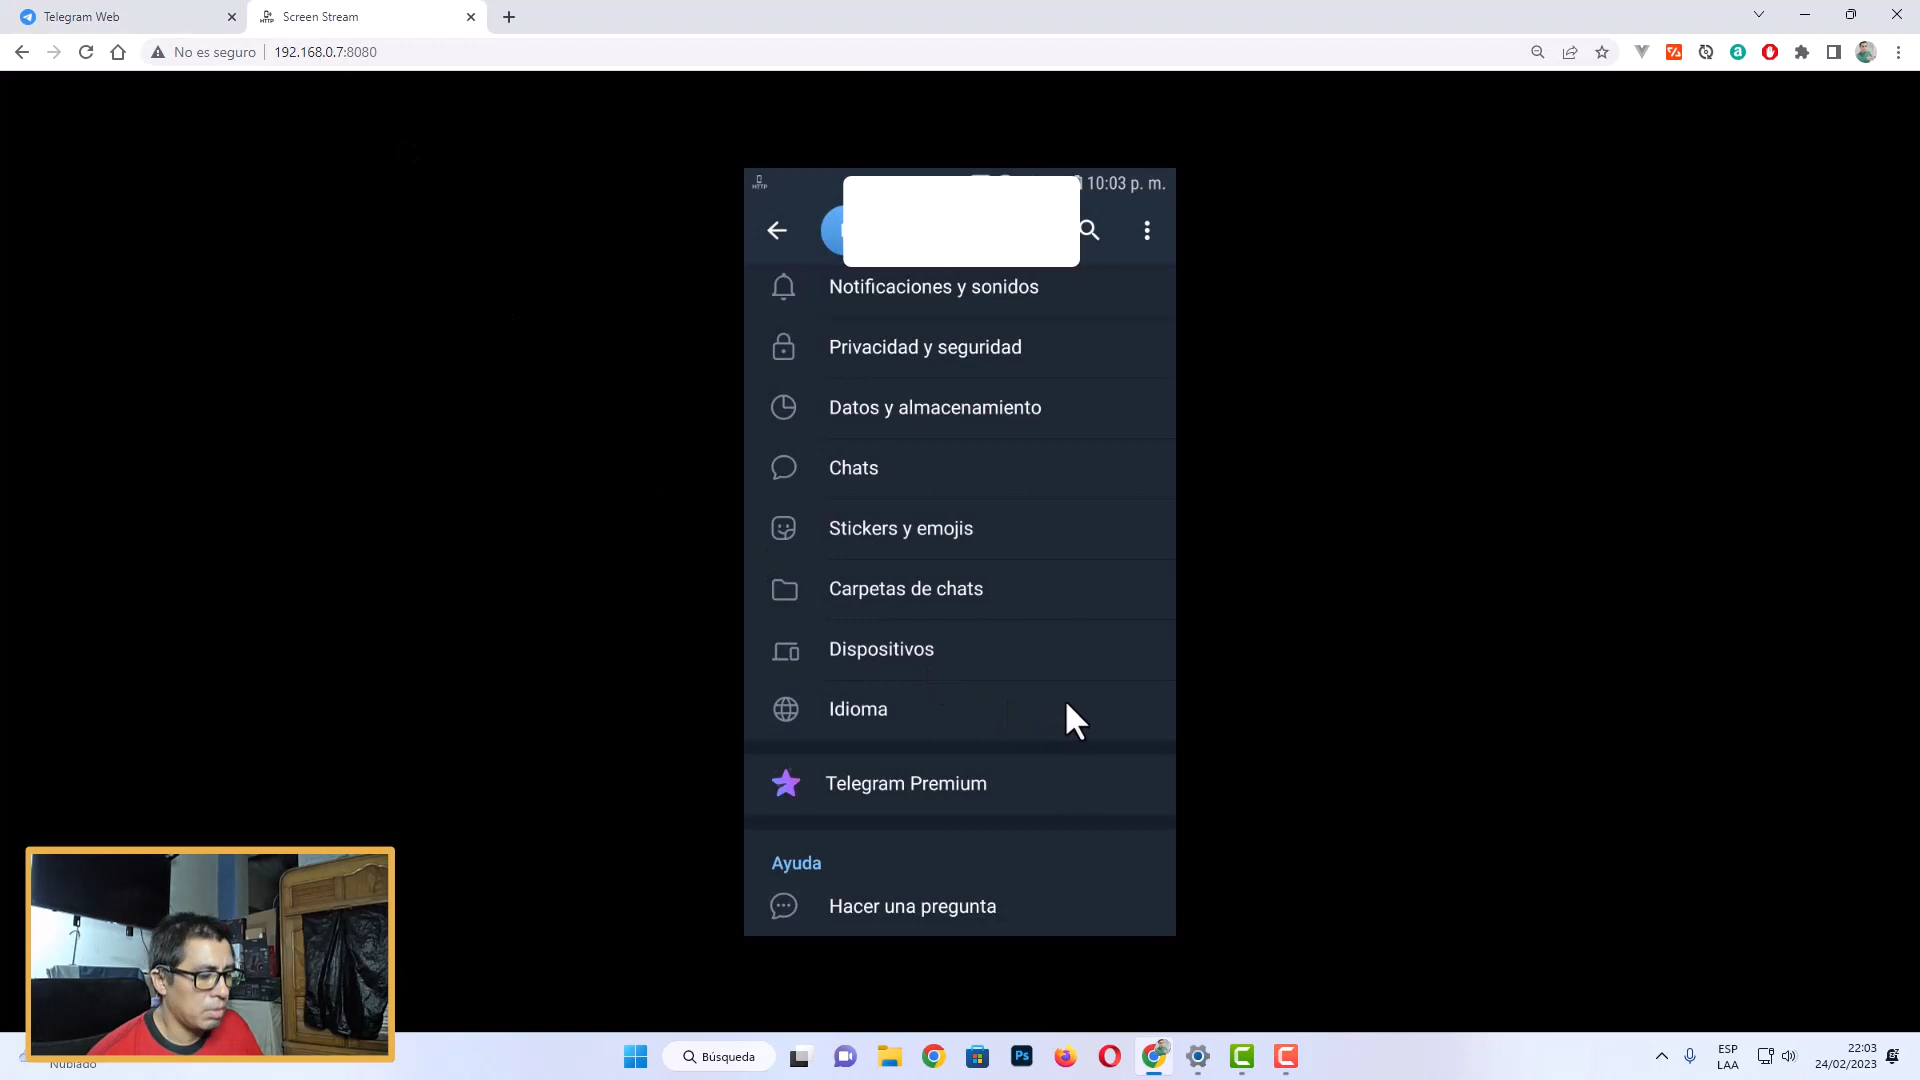 Telegram Web
Screen Stream
No es seguro
192.168.0.7:8080
HTTP
10:03 p. m.
Notificaciones y sonidos
Privacidad y seguridad
Datos y almacenamiento
Chats
Stickers y emojis
Carpetas de chats
Dispositivos
Idioma
Telegram Premium
Ayuda
Hacer una pregunta
Nublado
Búsqueda
Ps
ESP
LAA
22:03
24/02/2023